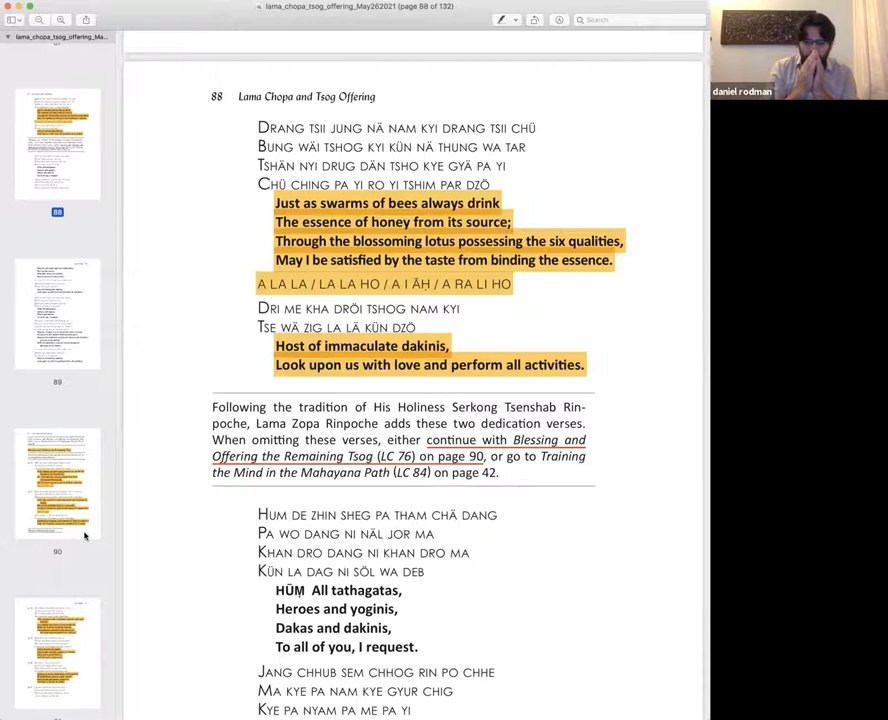 lama_chopa_tsog_offering_May262021 (page 88 of 132)
Search
lama_chopa_tsog_offering_Ma...
88
89
90
daniel rodman
88 Lama Chopa and Tsog Offering
DRANG TSII JUNG NÄ NAM KYI DRANG TSII CHÜ
BUNG WÄI TSHOG KYI KÜN NÄ THUNG WA TAR
TSHÄN NYI DRUG DÄN TSHO KYE GYÄ PA YI
CHÜ CHING PA YI RO YI TSHIM PAR DZÖ
Just as swarms of bees always drink
The essence of honey from its source;
Through the blossoming lotus possessing the six qualities,
May I be satisfied by the taste from binding the essence.
A LA LA / LA LA HO / A I ĀḤ / A RA LI HO
DRI ME KHA DRÖI TSHOG NAM KYI
TSE WÄ ZIG LA LÄ KÜN DZÖ
Host of immaculate dakinis,
Look upon us with love and perform all activities.
Following the tradition of His Holiness Serkong Tsenshab Rin-
poche, Lama Zopa Rinpoche adds these two dedication verses.
When omitting these verses, either continue with Blessing and
Offering the Remaining Tsog (LC 76) on page 90, or go to Training
the Mind in the Mahayana Path (LC 84) on page 42.
HUM DE ZHIN SHEG PA THAM CHÄ DANG
PA WO DANG NI NÄL JOR MA
KHAN DRO DANG NI KHAN DRO MA
KÜN LA DAG NI SÖL WA DEB
HŪṂ All tathagatas,
Heroes and yoginis,
Dakas and dakinis,
To all of you, I request.
JANG CHHUB SEM CHHOG RIN PO CHHE
MA KYE PA NAM KYE GYUR CHIG
KYE PA NYAM PA ME PA YI